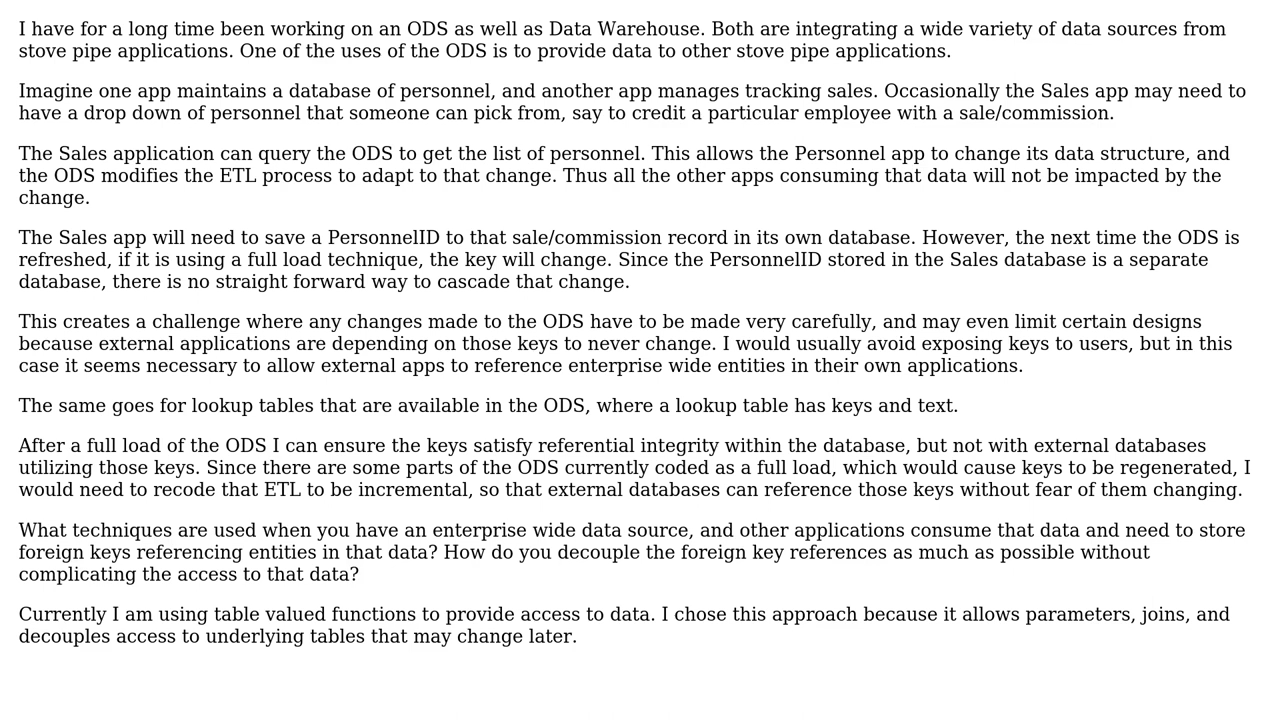 I have for a long time been working on an ODS as well as Data Warehouse. Both are integrating a wide variety of data sources from
stove pipe applications. One of the uses of the ODS is to provide data to other stove pipe applications.
Imagine one app maintains a database of personnel, and another app manages tracking sales. Occasionally the Sales app may need to
have a drop down of personnel that someone can pick from, say to credit a particular employee with a sale/commission.
The Sales application can query the ODS to get the list of personnel. This allows the Personnel app to change its data structure, and
the ODS modifies the ETL process to adapt to that change. Thus all the other apps consuming that data will not be impacted by the
change.
The Sales app will need to save a PersonnelID to that sale/commission record in its own database. However, the next time the ODS is
refreshed, if it is using a full load technique, the key will change. Since the PersonnelID stored in the Sales database is a separate
database, there is no straight forward way to cascade that change.
This creates a challenge where any changes made to the ODS have to be made very carefully, and may even limit certain designs
because external applications are depending on those keys to never change. I would usually avoid exposing keys to users, but in this
case it seems necessary to allow external apps to reference enterprise wide entities in their own applications.
The same goes for lookup tables that are available in the ODS, where a lookup table has keys and text.
After a full load of the ODS I can ensure the keys satisfy referential integrity within the database, but not with external databases
utilizing those keys. Since there are some parts of the ODS currently coded as a full load, which would cause keys to be regenerated, I
would need to recode that ETL to be incremental, so that external databases can reference those keys without fear of them changing.
What techniques are used when you have an enterprise wide data source, and other applications consume that data and need to store
foreign keys referencing entities in that data? How do you decouple the foreign key references as much as possible without
complicating the access to that data?
Currently I am using table valued functions to provide access to data. I chose this approach because it allows parameters, joins, and
decouples access to underlying tables that may change later.